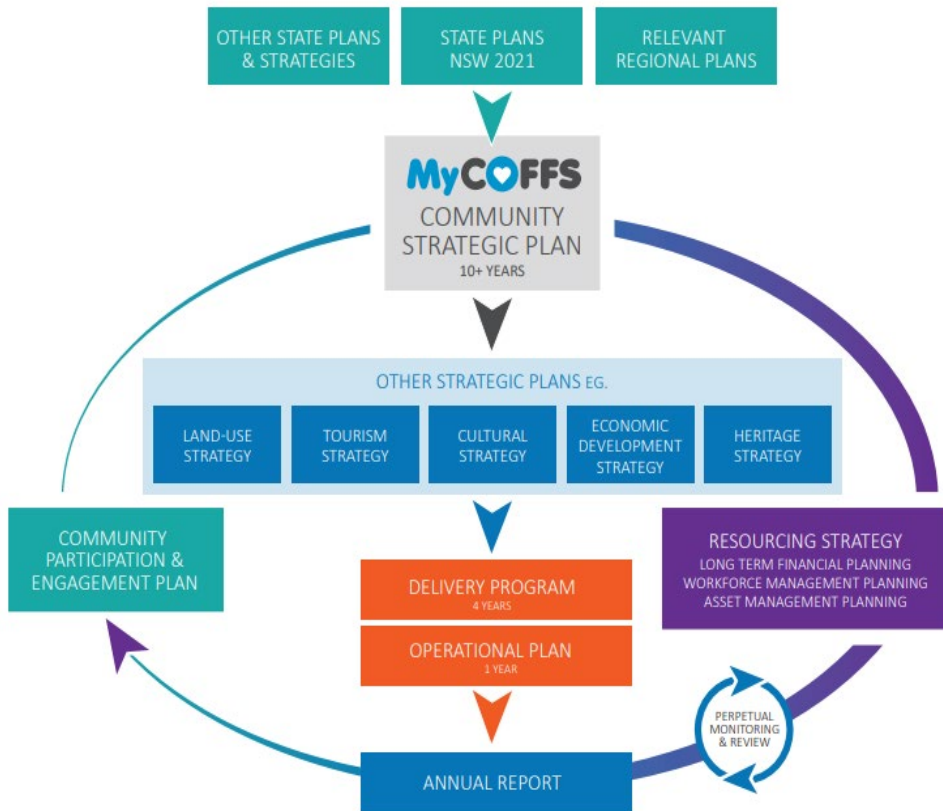 OTHER STATE PLANS
& STRATEGIES
STATE PLANS
NSW 2021
RELEVANT
REGIONAL PLANS
MyCOFFS
COMMUNITY
STRATEGIC PLAN
10+ YEARS
OTHER STRATEGIC PLANS EG.
LAND-USE
STRATEGY
TOURISM
STRATEGY
CULTURAL
STRATEGY
ECONOMIC
DEVELOPMENT
STRATEGY
HERITAGE
STRATEGY
COMMUNITY
PARTICIPATION &
ENGAGEMENT PLAN
RESOURCING STRATEGY
LONG TERM FINANCIAL PLANNING
WORKFORCE MANAGEMENT PLANNING
ASSET MANAGEMENT PLANNING
DELIVERY PROGRAM
4 YEARS
OPERATIONAL PLAN
1 YEAR
PERPETUAL
MONITORING
& REVIEW
ANNUAL REPORT